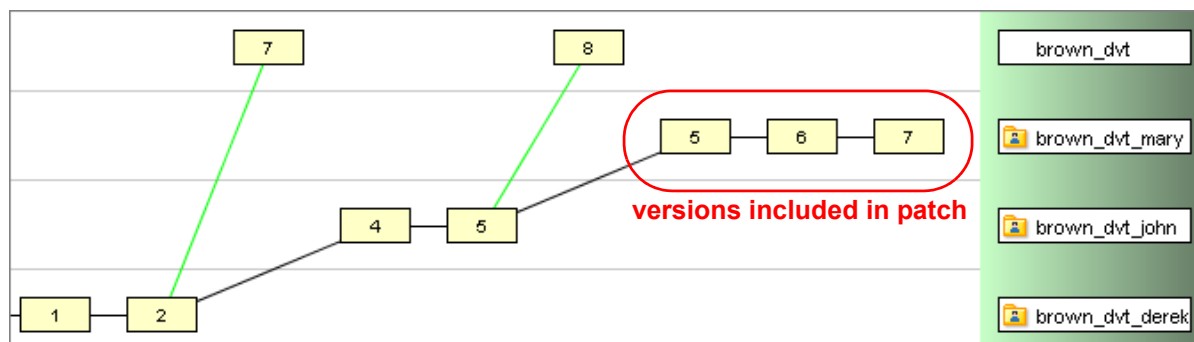 7 8 brown_dvt
5 6 7 brown_dvt_mary
versions included in patch
4 5 brown_dvt_john
1 2 brown_dvt_derek